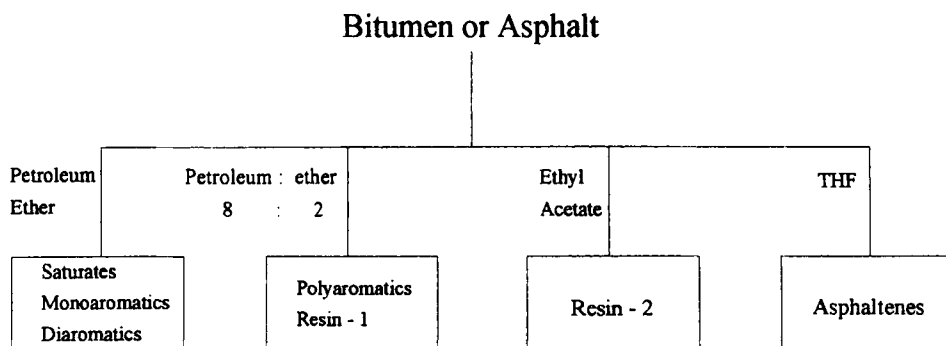 Bitumen or Asphalt
Petroleum
Ether
Petroleum : ether
8 : 2
Ethyl
Acetate
THF
Saturates
Monoaromatics
Diaromatics
Polyaromatics
Resin - 1
Resin - 2
Asphaltenes